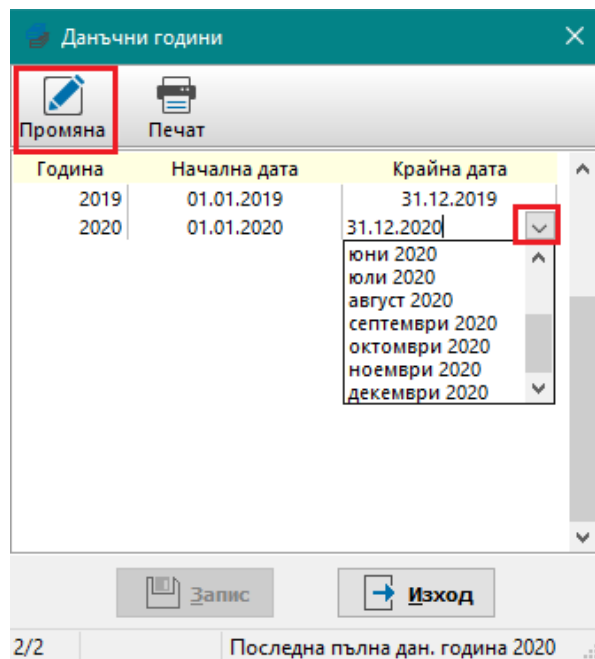 Данъчни години
Промяна Печат
Година Начална дата Крайна дата
2019 01.01.2019 31.12.2019
2020 01.01.2020 31.12.2020
юни 2020
юли 2020
август 2020
септември 2020
октомври 2020
ноември 2020
декември 2020
Запис Изход
2/2 Последна пълна дан. година 2020